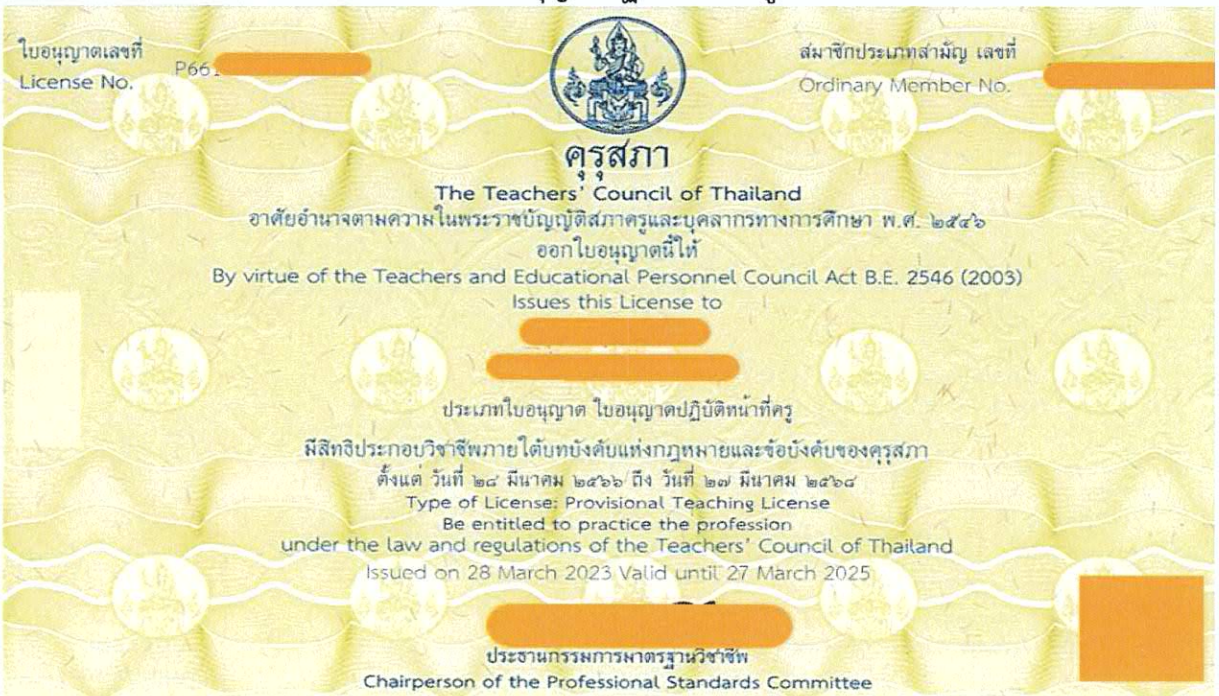 ใบอนุญาตเลขที่
License No.
P661
สมาชิกประเภทสามัญ เลขที่
Ordinary Member No.
คุรุสภา
The Teachers' Council of Thailand
อาศัยอำนาจตามความในพระราชบัญญัติสภาครูและบุคลากรทางการศึกษา พ.ศ. ๒๕๔๖
ออกใบอนุญาตนี้ให้
By virtue of the Teachers and Educational Personnel Council Act B.E. 2546 (2003)
Issues this License to
ประเภทใบอนุญาต ใบอนุญาตปฏิบัติหน้าที่ครู
มีสิทธิประกอบวิชาชีพภายใต้บทบังคับแห่งกฎหมายและข้อบังคับของคุรุสภา
ตั้งแต่ วันที่ ๒๘ มีนาคม ๒๕๖๖ ถึง วันที่ ๒๗ มีนาคม ๒๕๖๘
Type of License: Provisional Teaching License
Be entitled to practice the profession
under the law and regulations of the Teachers' Council of Thailand
Issued on 28 March 2023 Valid until 27 March 2025
ประธานกรรมการมาตรฐานวิชาชีพ
Chairperson of the Professional Standards Committee